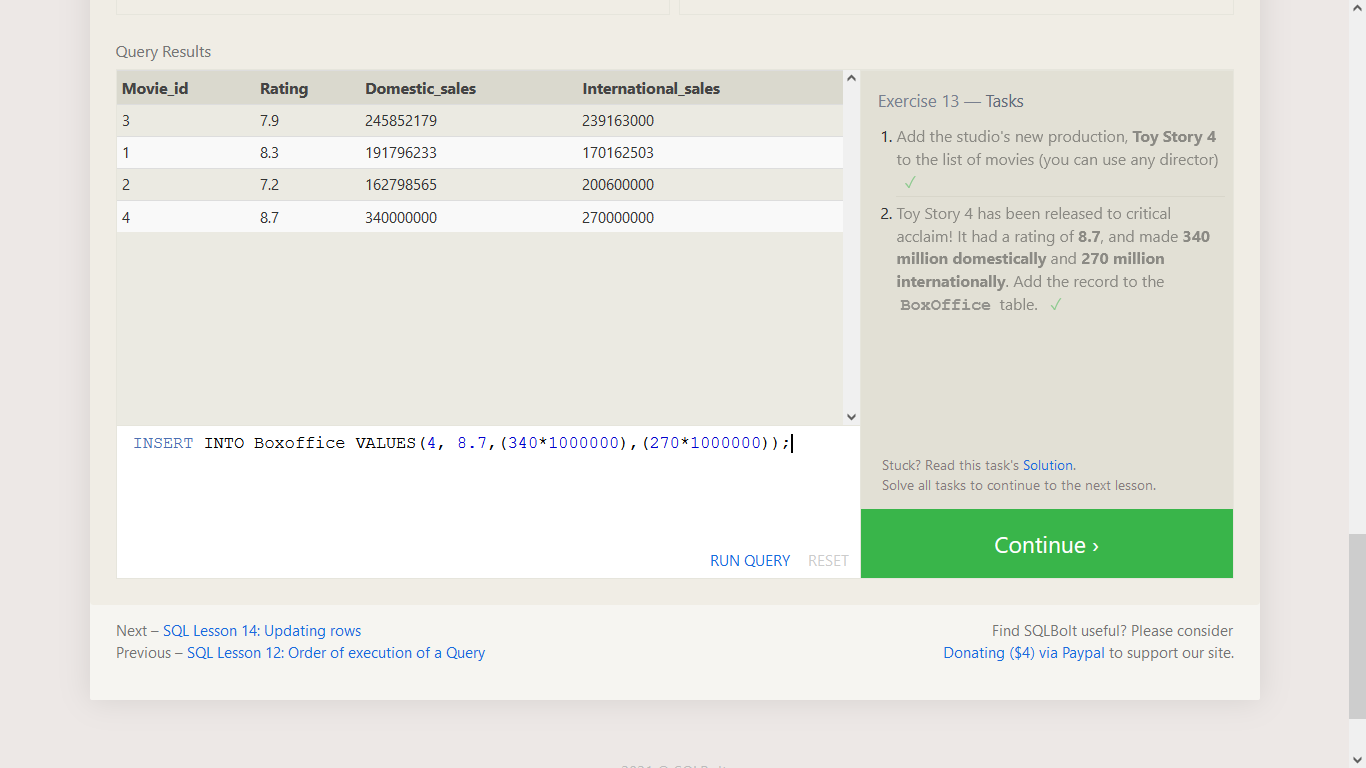 Query Results
Movie_id Rating Domestic_sales International_sales
3 7.9 245852179 239163000
1 8.3 191796233 170162503
2 7.2 162798565 200600000
4 8.7 340000000 270000000
INSERT INTO Boxoffice VALUES(4, 8.7,(340*1000000),(270*1000000));
RUN QUERY RESET
Exercise 13 — Tasks
1. Add the studio's new production, Toy Story 4
to the list of movies (you can use any director)
✓
2. Toy Story 4 has been released to critical
acclaim! It had a rating of 8.7, and made 340
million domestically and 270 million
internationally. Add the record to the
BoxOffice table. ✓
Stuck? Read this task's Solution.
Solve all tasks to continue to the next lesson.
Continue ›
Next – SQL Lesson 14: Updating rows
Previous – SQL Lesson 12: Order of execution of a Query
Find SQLBolt useful? Please consider
Donating ($4) via Paypal to support our site.